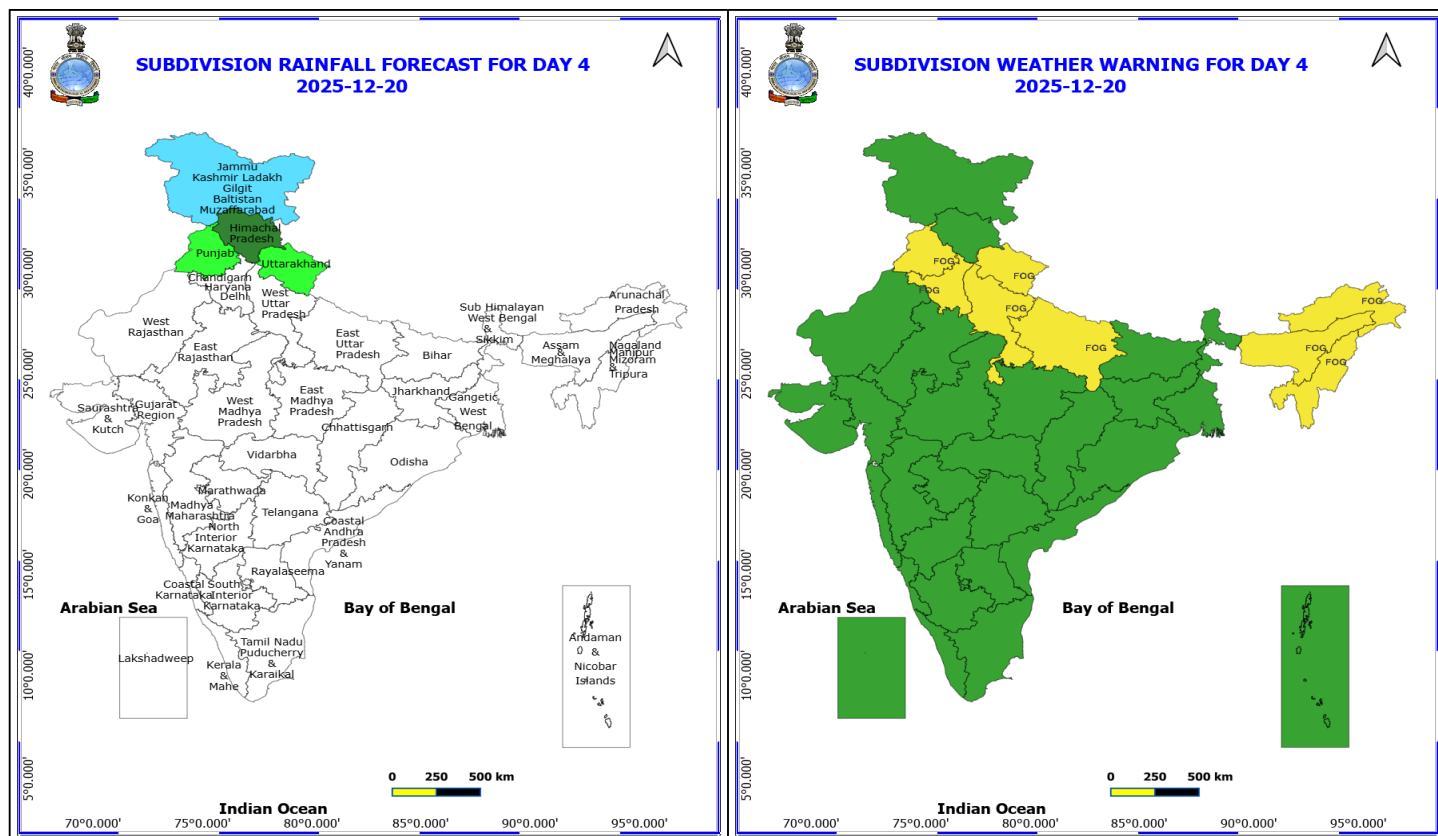 SUBDIVISION RAINFALL FORECAST FOR DAY 4
2025-12-20
40°0.000'
35°0.000'
30°0.000'
25°0.000'
20°0.000'
15°0.000'
10°0.000'
5°0.000'
Jammu
Kashmir Ladakh
Gilgit
Baltistan
Muzaffarabad
Himachal
Pradesh
Punjab
Uttarakhand
Chandigarh
Haryana
Delhi
West
Uttar
Pradesh
West
Rajasthan
East
Rajasthan
East
Uttar
Pradesh
Bihar
Sub Himalayan
West Bengal
&
Sikkim
Arunachal
Pradesh
Assam
&
Meghalaya
Nagaland
Manipur
Mizoram
&
Tripura
Saurashtra
&
Kutch
Gujarat
Region
West
Madhya
Pradesh
East
Madhya
Pradesh
Jharkhand
Gangetic
West
Bengal
Chhattisgarh
Vidarbha
Odisha
Konkan
&
Goa
Madhya
Maharashtra
Marathwada
Telangana
North
Interior
Karnataka
Coastal
Andhra
Pradesh
&
Yanam
Rayalaseema
Coastal
Karnataka
South
Interior
Karnataka
Arabian Sea
Bay of Bengal
Lakshadweep
Kerala
&
Mahe
Tamil Nadu
Puducherry
&
Karaikal
Andaman
&
Nicobar
Islands
0 250 500 km
Indian Ocean
70°0.000' 75°0.000' 80°0.000' 85°0.000' 90°0.000' 95°0.000'
SUBDIVISION WEATHER WARNING FOR DAY 4
2025-12-20
40°0.000'
35°0.000'
30°0.000'
25°0.000'
20°0.000'
15°0.000'
10°0.000'
5°0.000'
FOG
FOG
FOG
FOG
FOG
FOG
FOG
FOG
Arabian Sea
Bay of Bengal
0 250 500 km
Indian Ocean
70°0.000' 75°0.000' 80°0.000' 85°0.000' 90°0.000' 95°0.000'